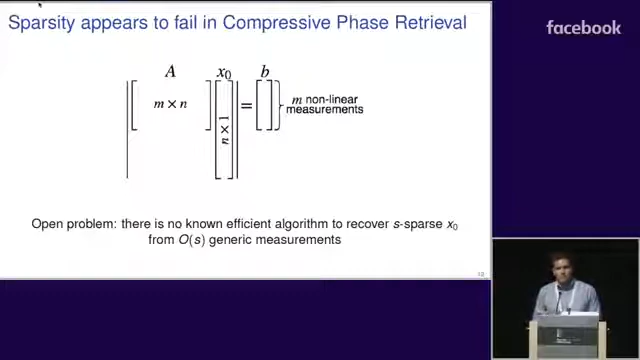 Sparsity appears to fail in Compressive Phase Retrieval
facebook
A x₀ b
m × n
n × 1
=
m non-linear
measurements
Open problem: there is no known efficient algorithm to recover s-sparse x₀
from O(s) generic measurements